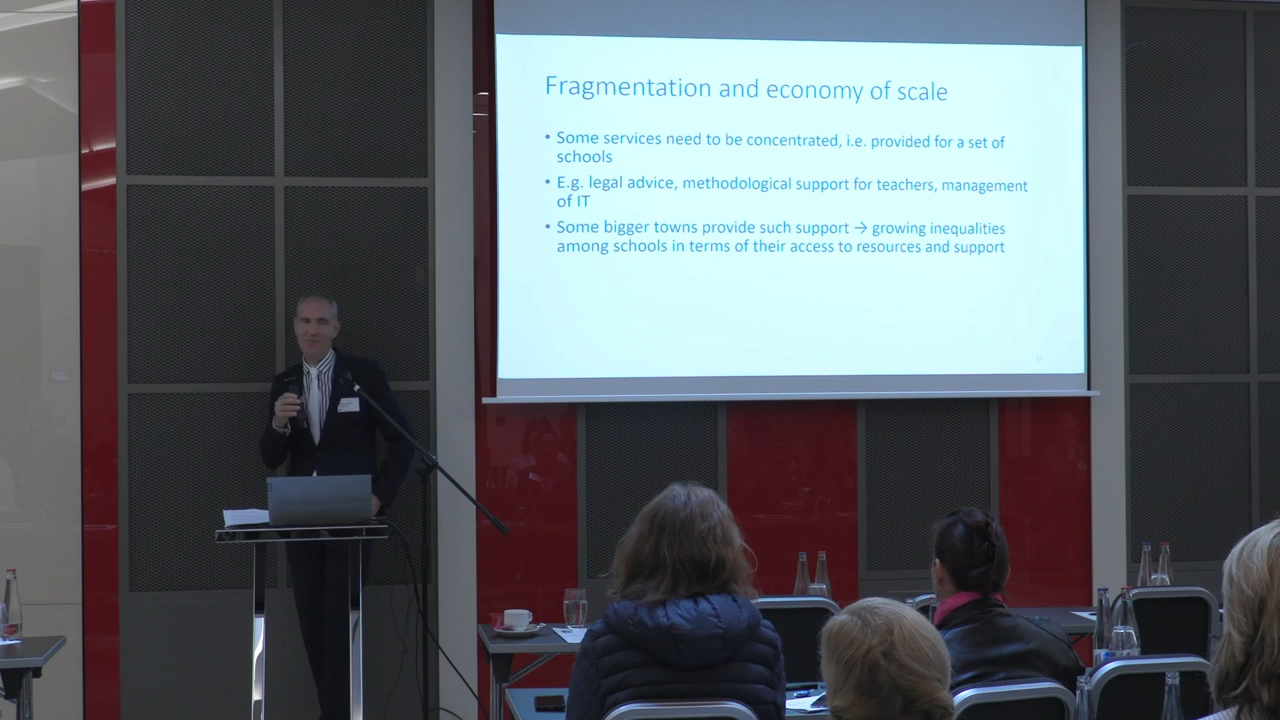 Fragmentation and economy of scale
• Some services need to be concentrated, i.e. provided for a set of
schools
• E.g. legal advice, methodological support for teachers, management
of IT
• Some bigger towns provide such support → growing inequalities
among schools in terms of their access to resources and support